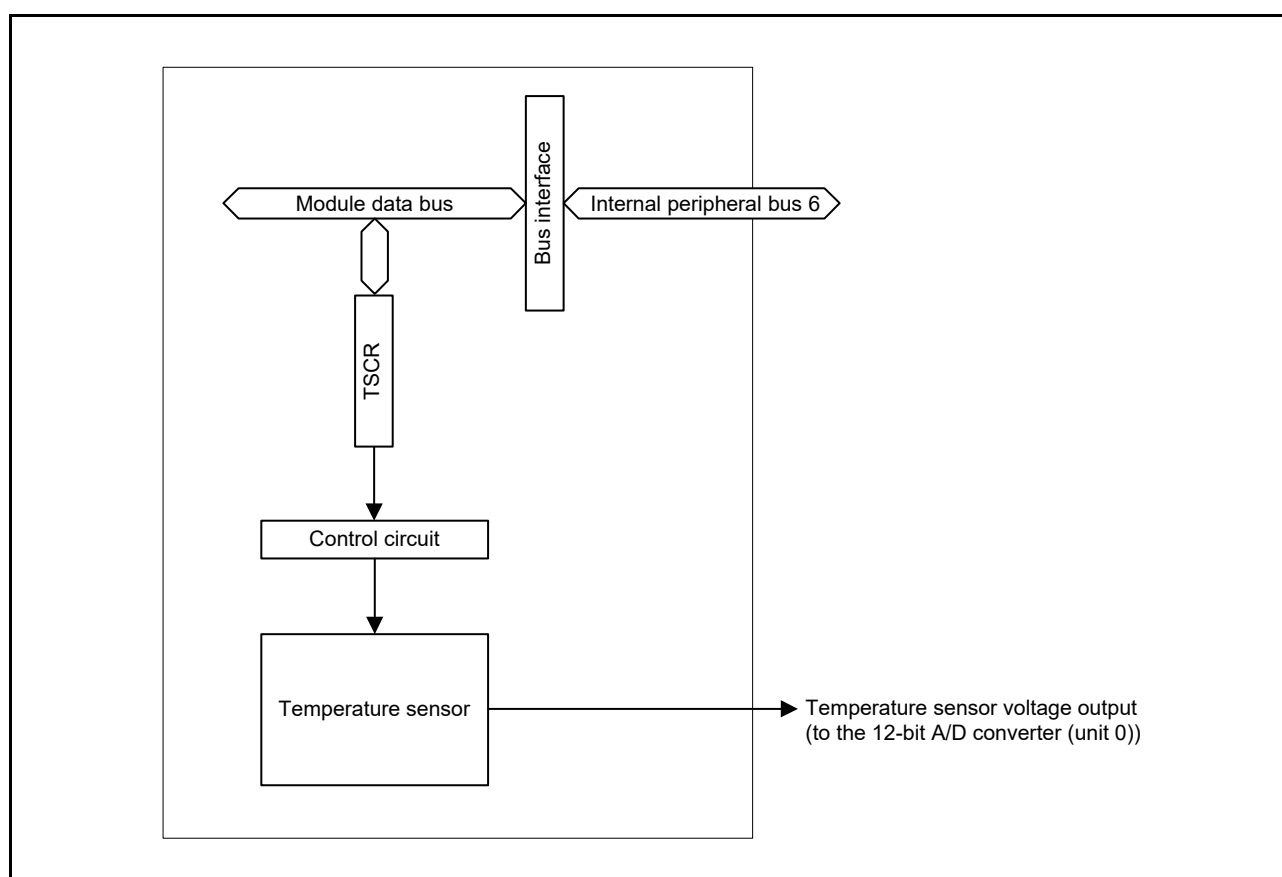 Bus interface
Module data bus
Internal peripheral bus 6
TSCR
Control circuit
Temperature sensor
Temperature sensor voltage output
(to the 12-bit A/D converter (unit 0))